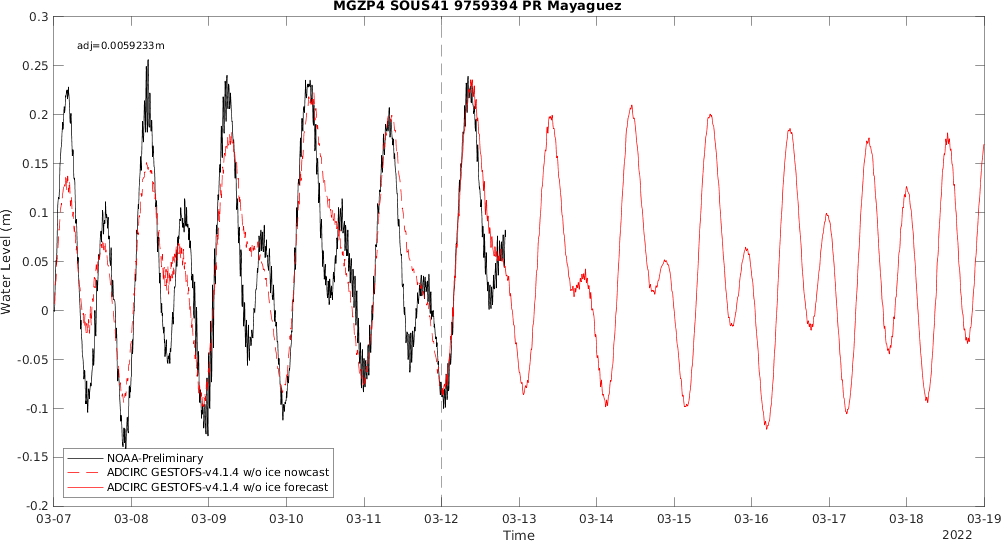 MGZP4 SOUS41 9759394 PR Mayaguez
adj=0.0059233m
0.3
0.25
0.2
0.15
0.1
0.05
0
-0.05
-0.1
-0.15
-0.2
Water Level (m)
NOAA-Preliminary
ADCIRC GESTOFS-v4.1.4 w/o ice nowcast
ADCIRC GESTOFS-v4.1.4 w/o ice forecast
03-07 03-08 03-09 03-10 03-11 03-12 03-13 03-14 03-15 03-16 03-17 03-18 03-19
Time
2022